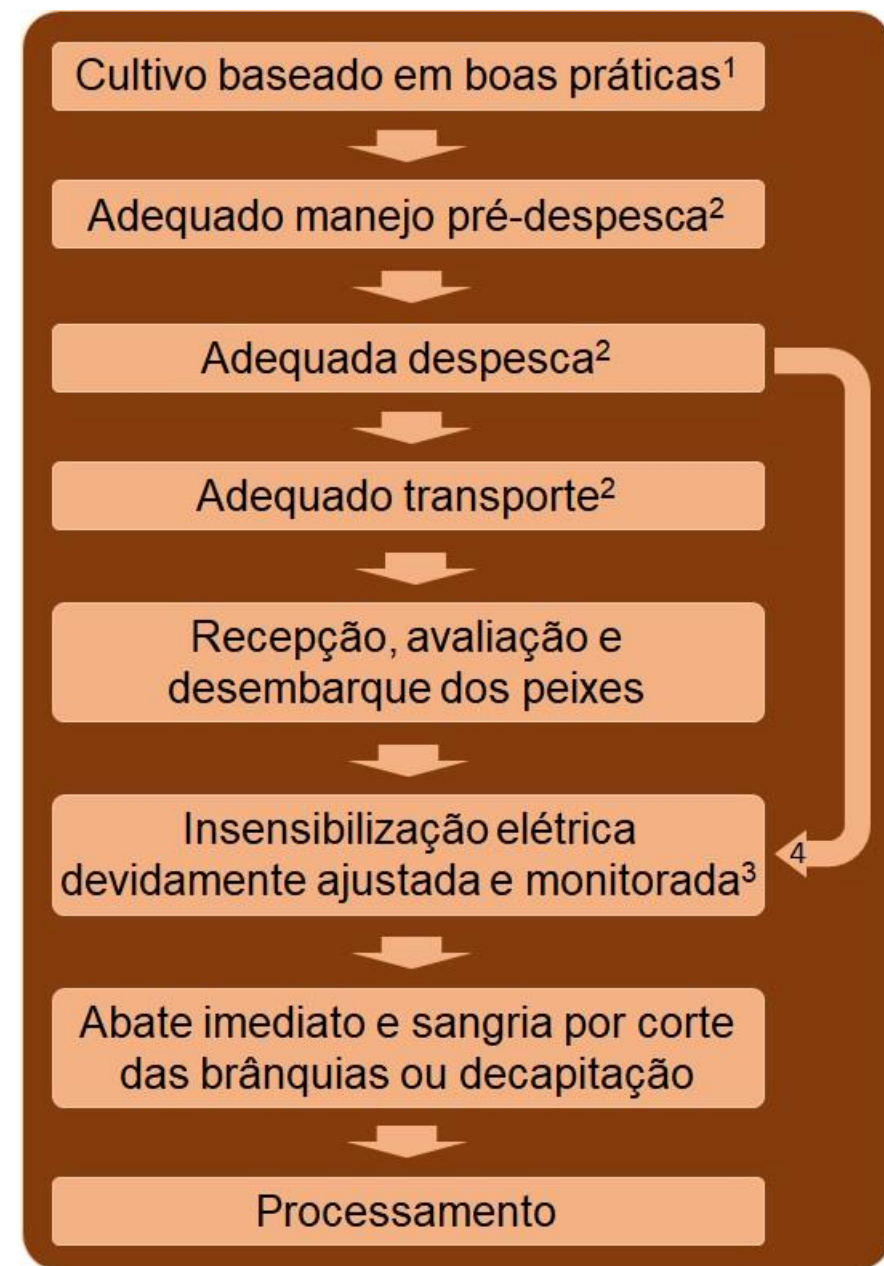 Cultivo baseado em boas práticas¹
Adequado manejo pré-despesca²
Adequada despesca²
Adequado transporte²
Recepção, avaliação e
desembarque dos peixes
Insensibilização elétrica
devidamente ajustada e monitorada³
4
Abate imediato e sangria por corte
das brânquias ou decapitação
Processamento